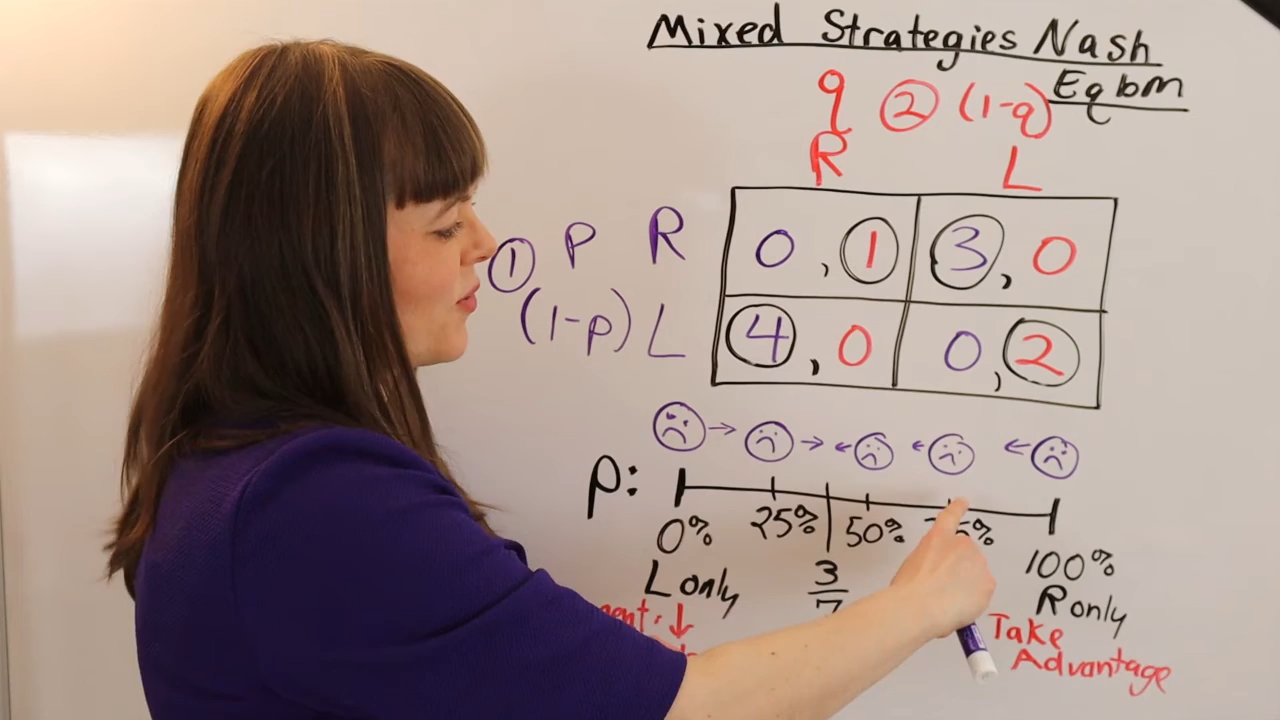 Mixed Strategies Nash
Eqbm
q ② (1-q)
R L
① P R 0, 1 3, 0
(1-p) L 4, 0 0, 2
p:
0% 25% 50% 100%
L only 3/7 R only
↓ Take
Advantage